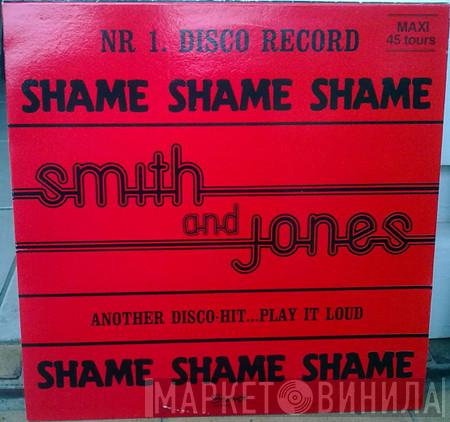 NR 1. DISCO RECORD
MAXI
45 tours
SHAME SHAME SHAME
smith
and
jones
ANOTHER DISCO-HIT...PLAY IT LOUD
SHAME SHAME SHAME
МАРКЕТ ВИНИЛА